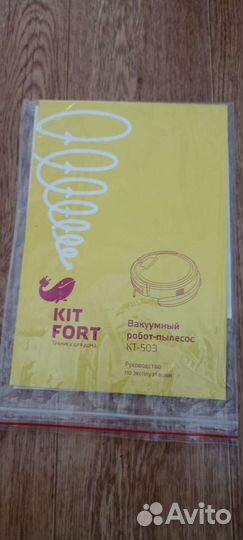 KIT
FORT
Техника для дома
Вакуумный
робот-пылесос
КТ-503
Руководство
по эксплуатации
Avito